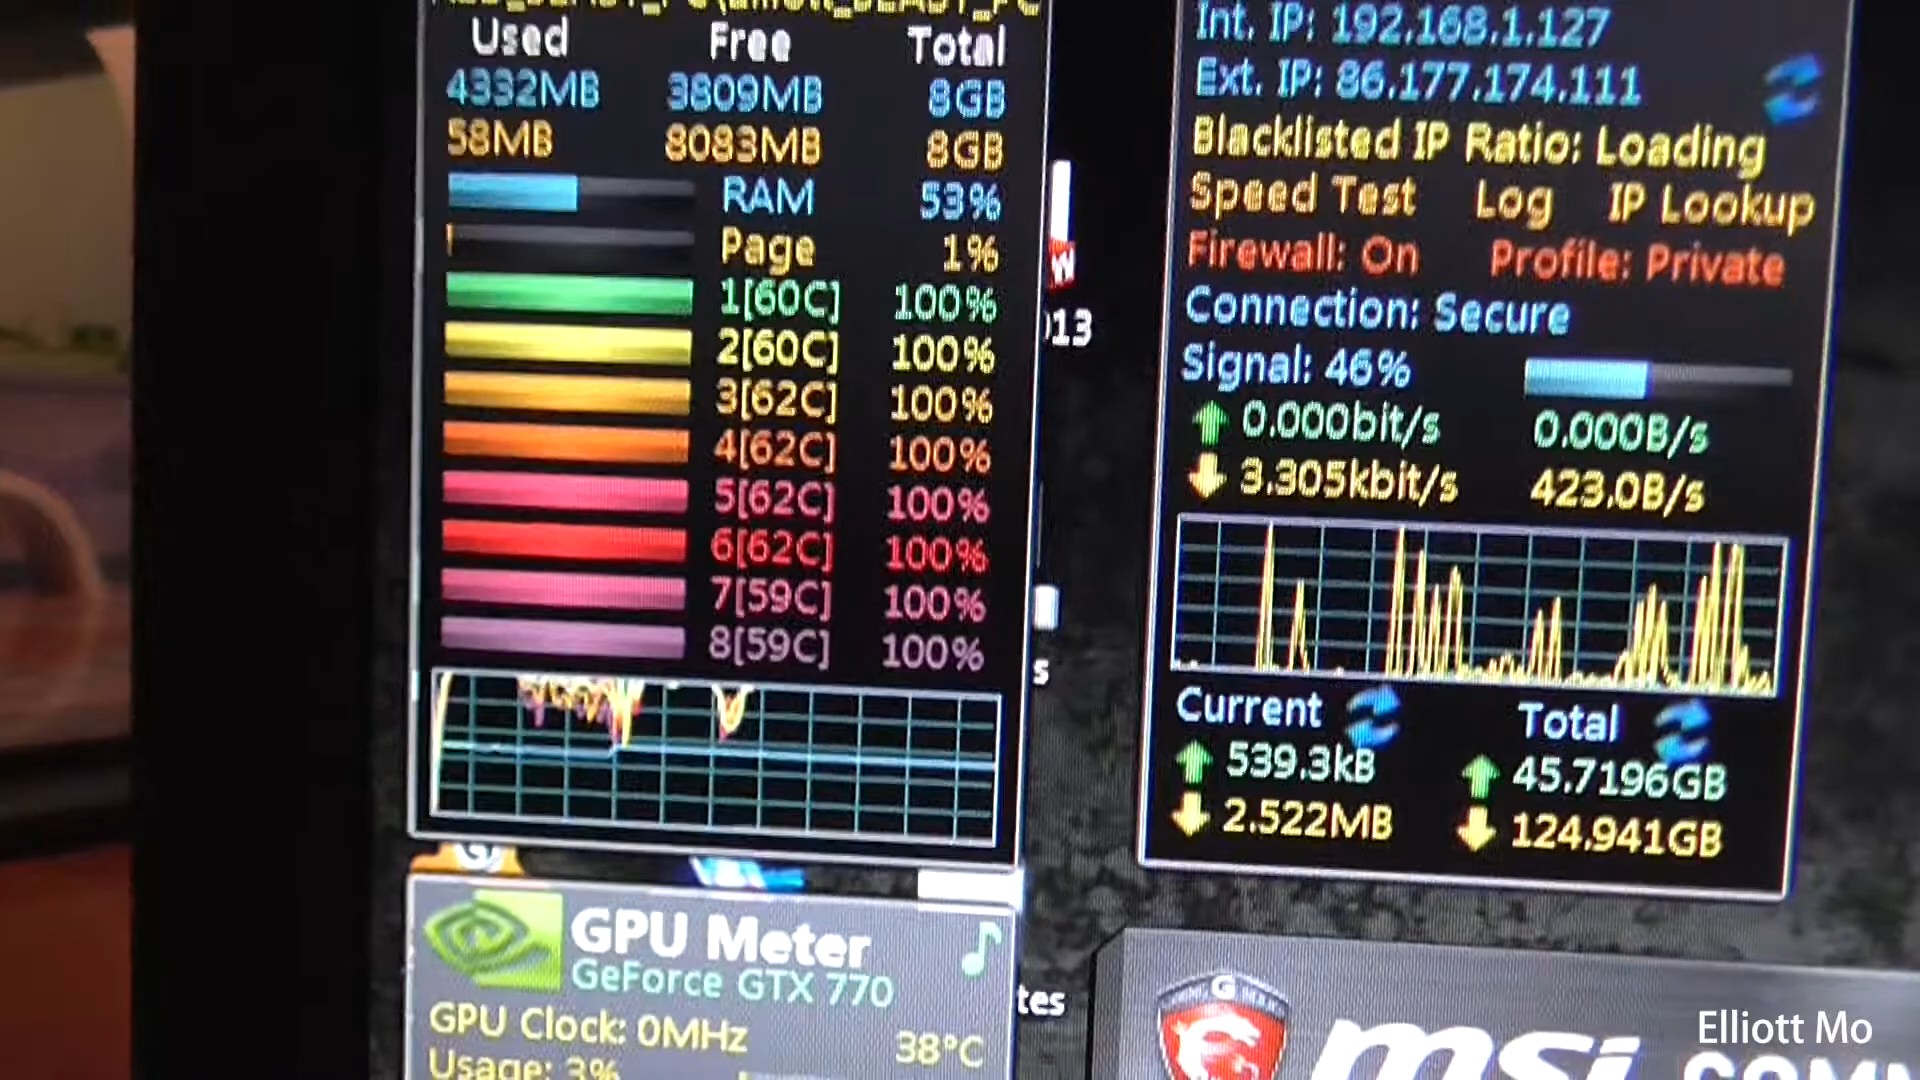 Used Free Total
4332MB 3809MB 8GB
58MB 8083MB 8GB
RAM 53%
Page 1%
1[60C] 100%
2[60C] 100%
3[62C] 100%
4[62C] 100%
5[62C] 100%
6[62C] 100%
7[59C] 100%
8[59C] 100%
GPU Meter
GeForce GTX 770
GPU Clock: 0MHz 38°C
Usage: 3%
013
s
tes
Int. IP: 192.168.1.127
Ext. IP: 86.177.174.111
Blacklisted IP Ratio: Loading
Speed Test Log IP Lookup
Firewall: On Profile: Private
Connection: Secure
Signal: 46%
0.000bit/s 0.000B/s
3.305kbit/s 423.0B/s
Current Total
539.3kB 45.7196GB
2.522MB 124.941GB
msi
Elliott Mo